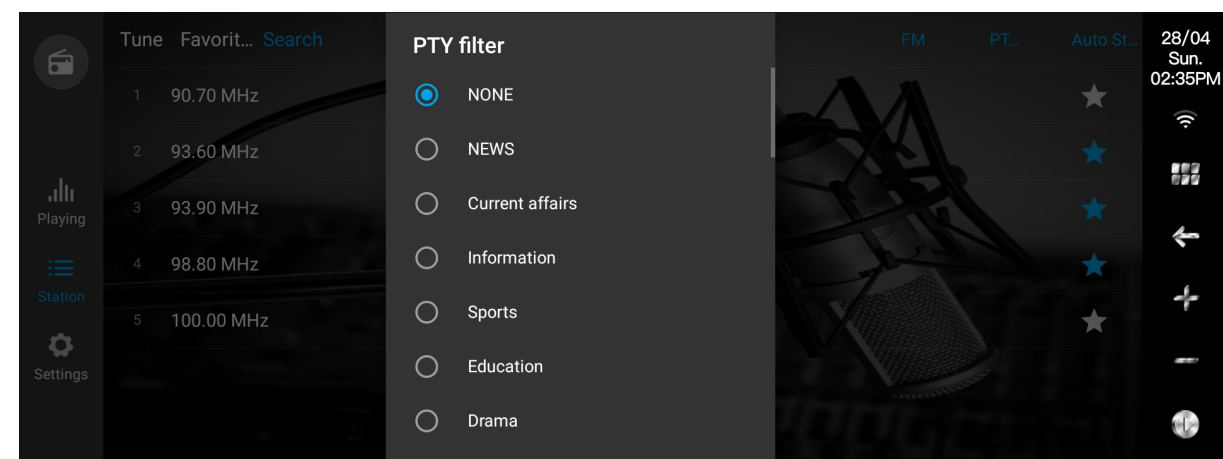 Tune Favorit... Search
FM PT... Auto St...
1 90.70 MHz
2 93.60 MHz
3 93.90 MHz
4 98.80 MHz
5 100.00 MHz
Playing
Station
Settings
PTY filter
NONE
NEWS
Current affairs
Information
Sports
Education
Drama
28/04
Sun.
02:35PM